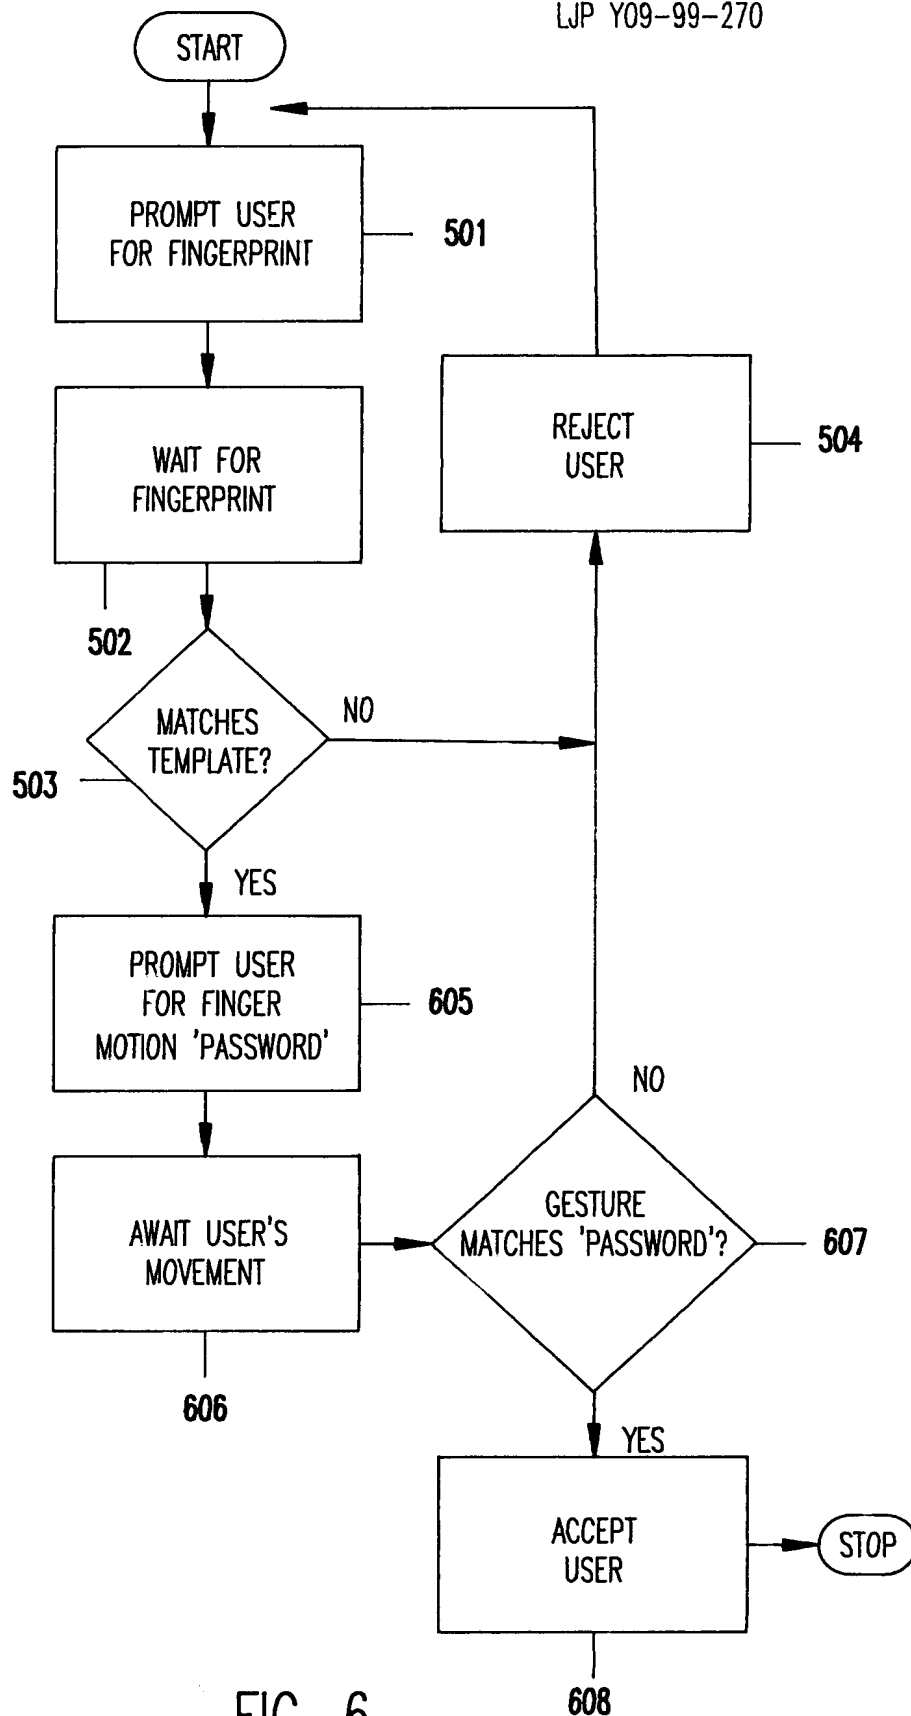 LJP Y09-99-270
START
PROMPT USER
FOR FINGERPRINT
501
WAIT FOR
FINGERPRINT
502
REJECT
USER
504
MATCHES
TEMPLATE?
NO
503
YES
PROMPT USER
FOR FINGER
MOTION 'PASSWORD'
605
NO
AWAIT USER'S
MOVEMENT
606
GESTURE
MATCHES 'PASSWORD'?
607
YES
ACCEPT
USER
STOP
608
FIG. 6